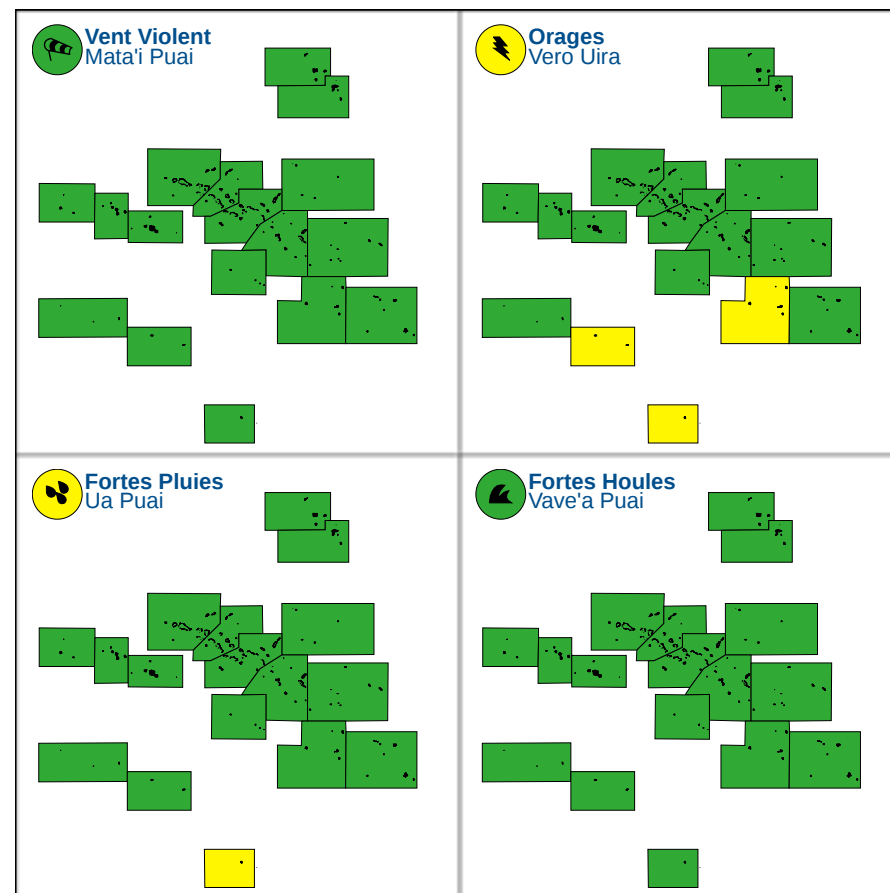 Vent Violent
Mata'i Puai
Orages
Vero Uira
Fortes Pluies
Ua Puai
Fortes Houles
Vave'a Puai